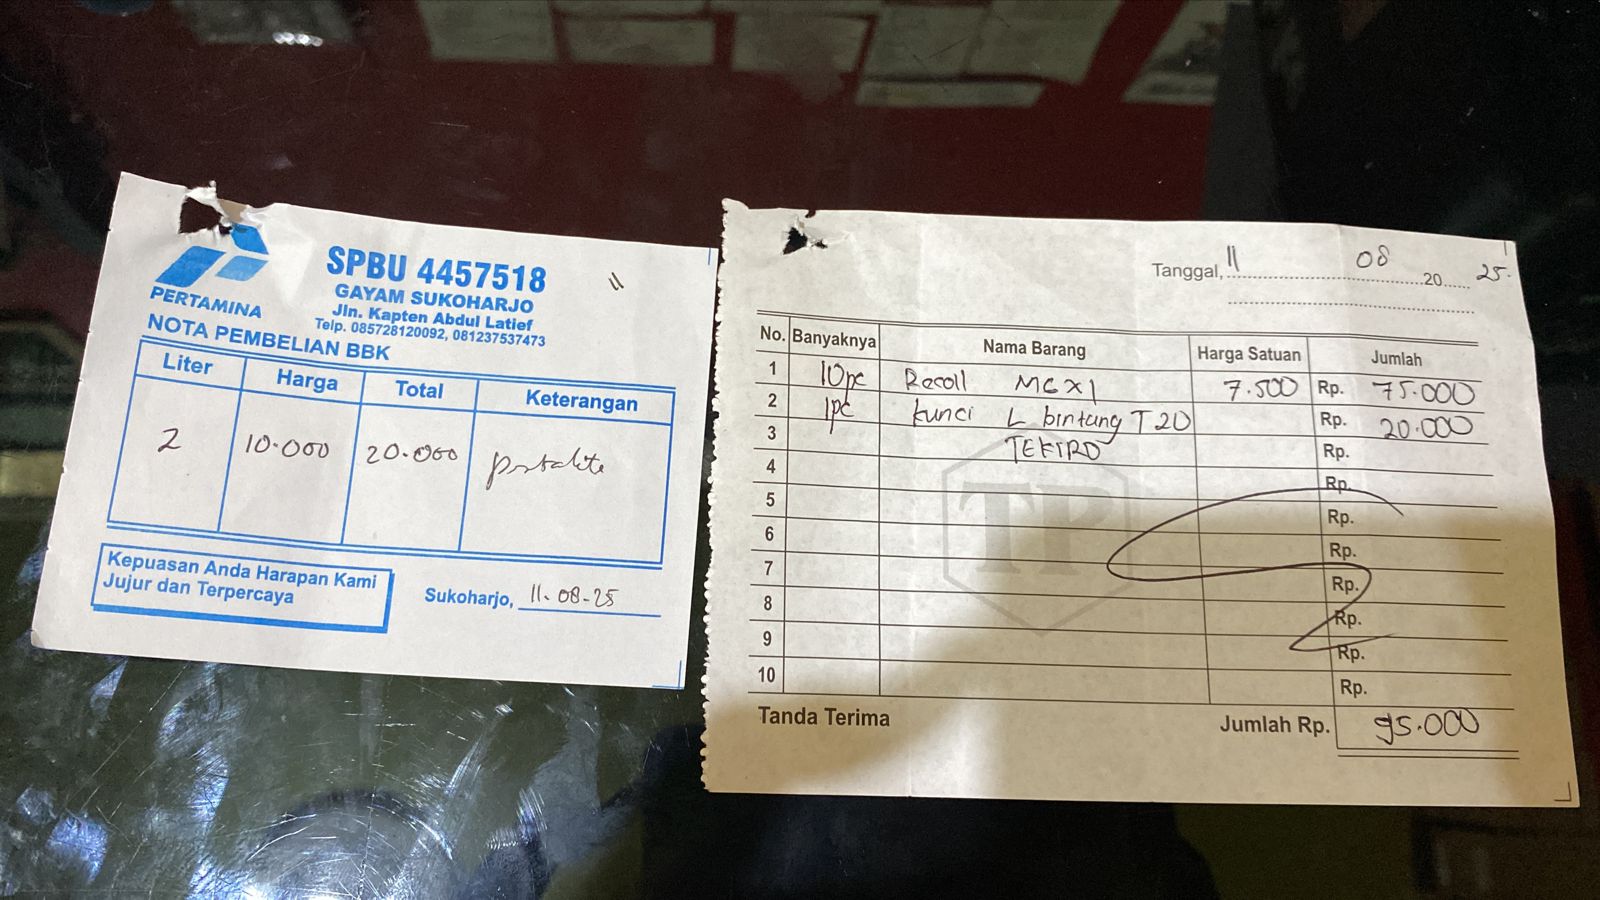 PERTAMINA
SPBU 4457518
GAYAM SUKOHARJO
Jln. Kapten Abdul Latief
Telp. 085728120092, 081237537473
11
NOTA PEMBELIAN BBK
Liter Harga Total Keterangan
2 10.000 20.000 pertalite
Kepuasan Anda Harapan Kami
Jujur dan Terpercaya
Sukoharjo, 11-08-25
Tanggal, 11 08 20 25.
No. Banyaknya Nama Barang Harga Satuan Jumlah
1 10pc Recoll M6x1 7.500 Rp. 75.000
2 1pc kunci L bintang T20 Rp. 20.000
3 TEKIRO Rp.
4 Rp.
5 Rp.
6 Rp.
7 Rp.
8 Rp.
9 Rp.
10 Rp.
TP
Tanda Terima Jumlah Rp. 95.000